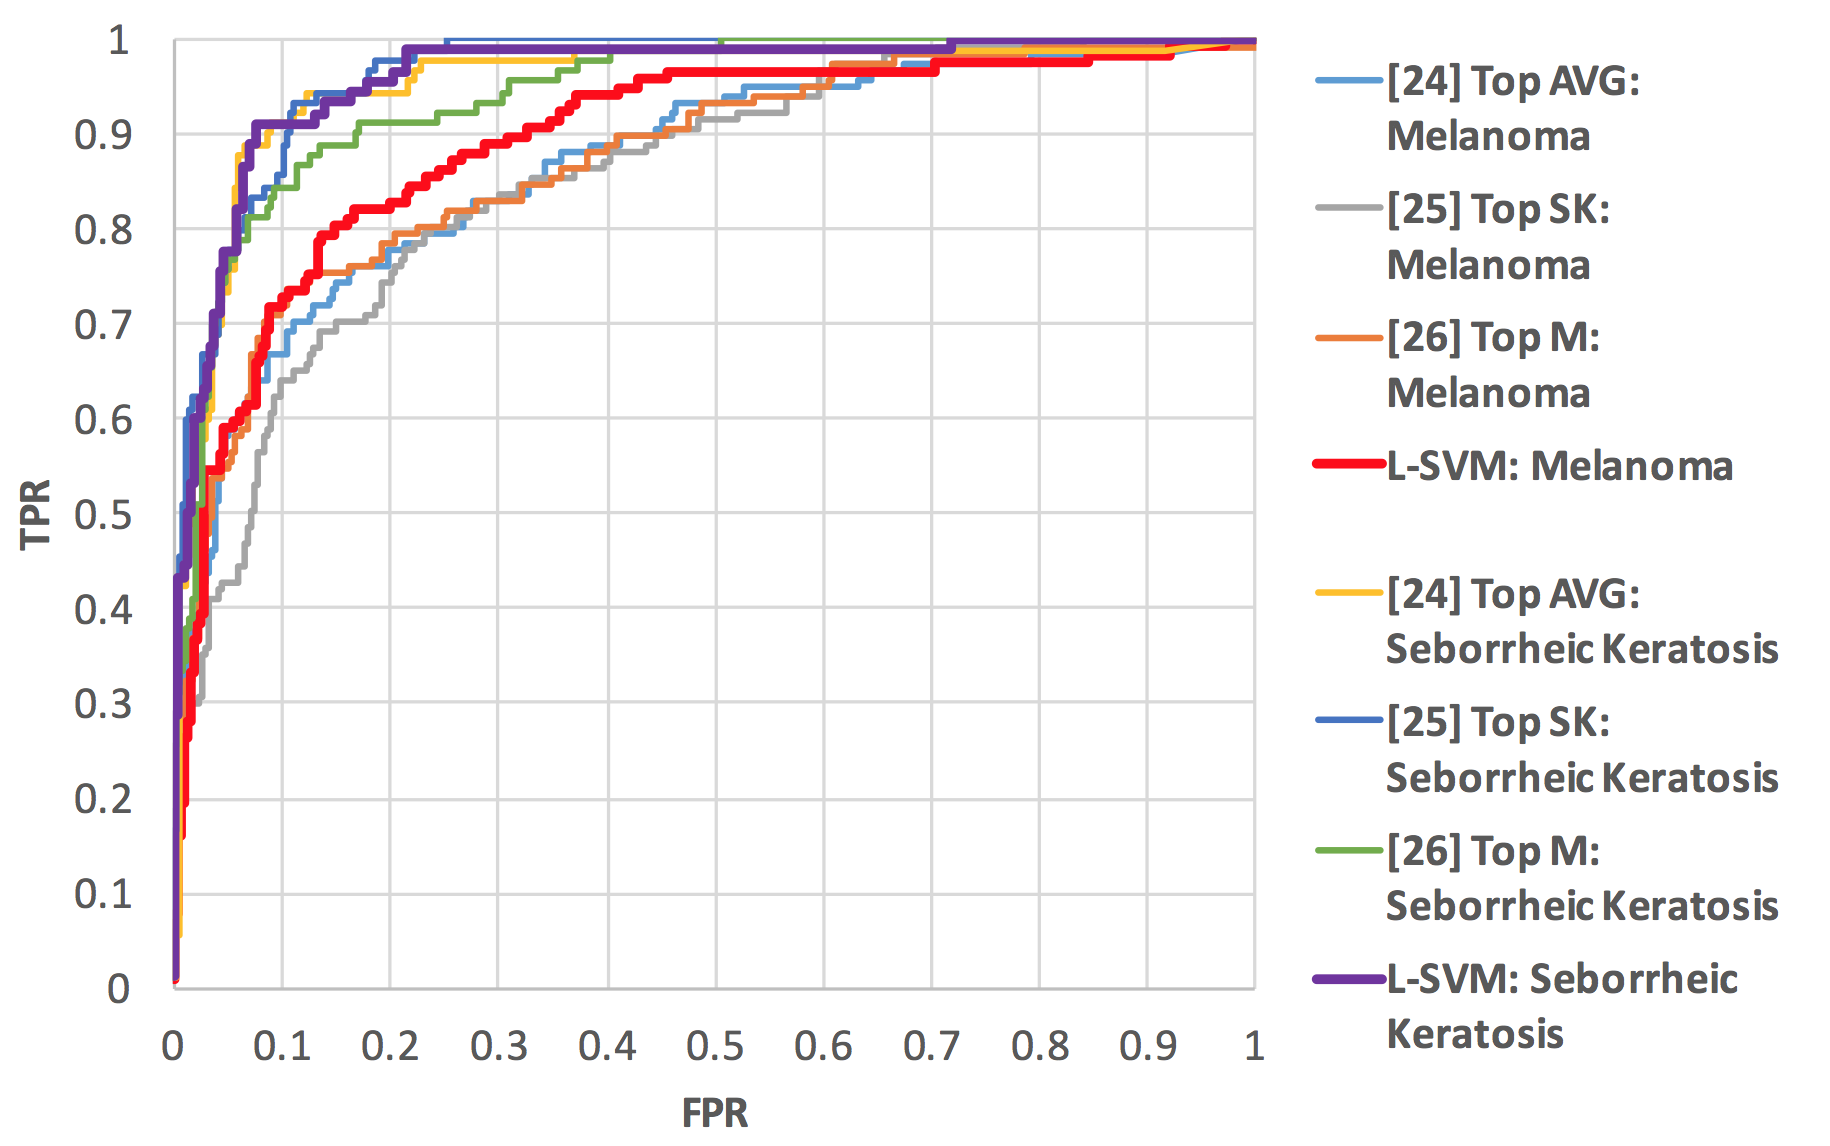 1
0.9
0.8
0.7
0.6
0.5
0.4
0.3
0.2
0.1
0
TPR
0 0.1 0.2 0.3 0.4 0.5 0.6 0.7 0.8 0.9 1
FPR
[24] Top AVG:
Melanoma
[25] Top SK:
Melanoma
[26] Top M:
Melanoma
L-SVM: Melanoma
[24] Top AVG:
Seborrheic Keratosis
[25] Top SK:
Seborrheic Keratosis
[26] Top M:
Seborrheic Keratosis
L-SVM: Seborrheic
Keratosis